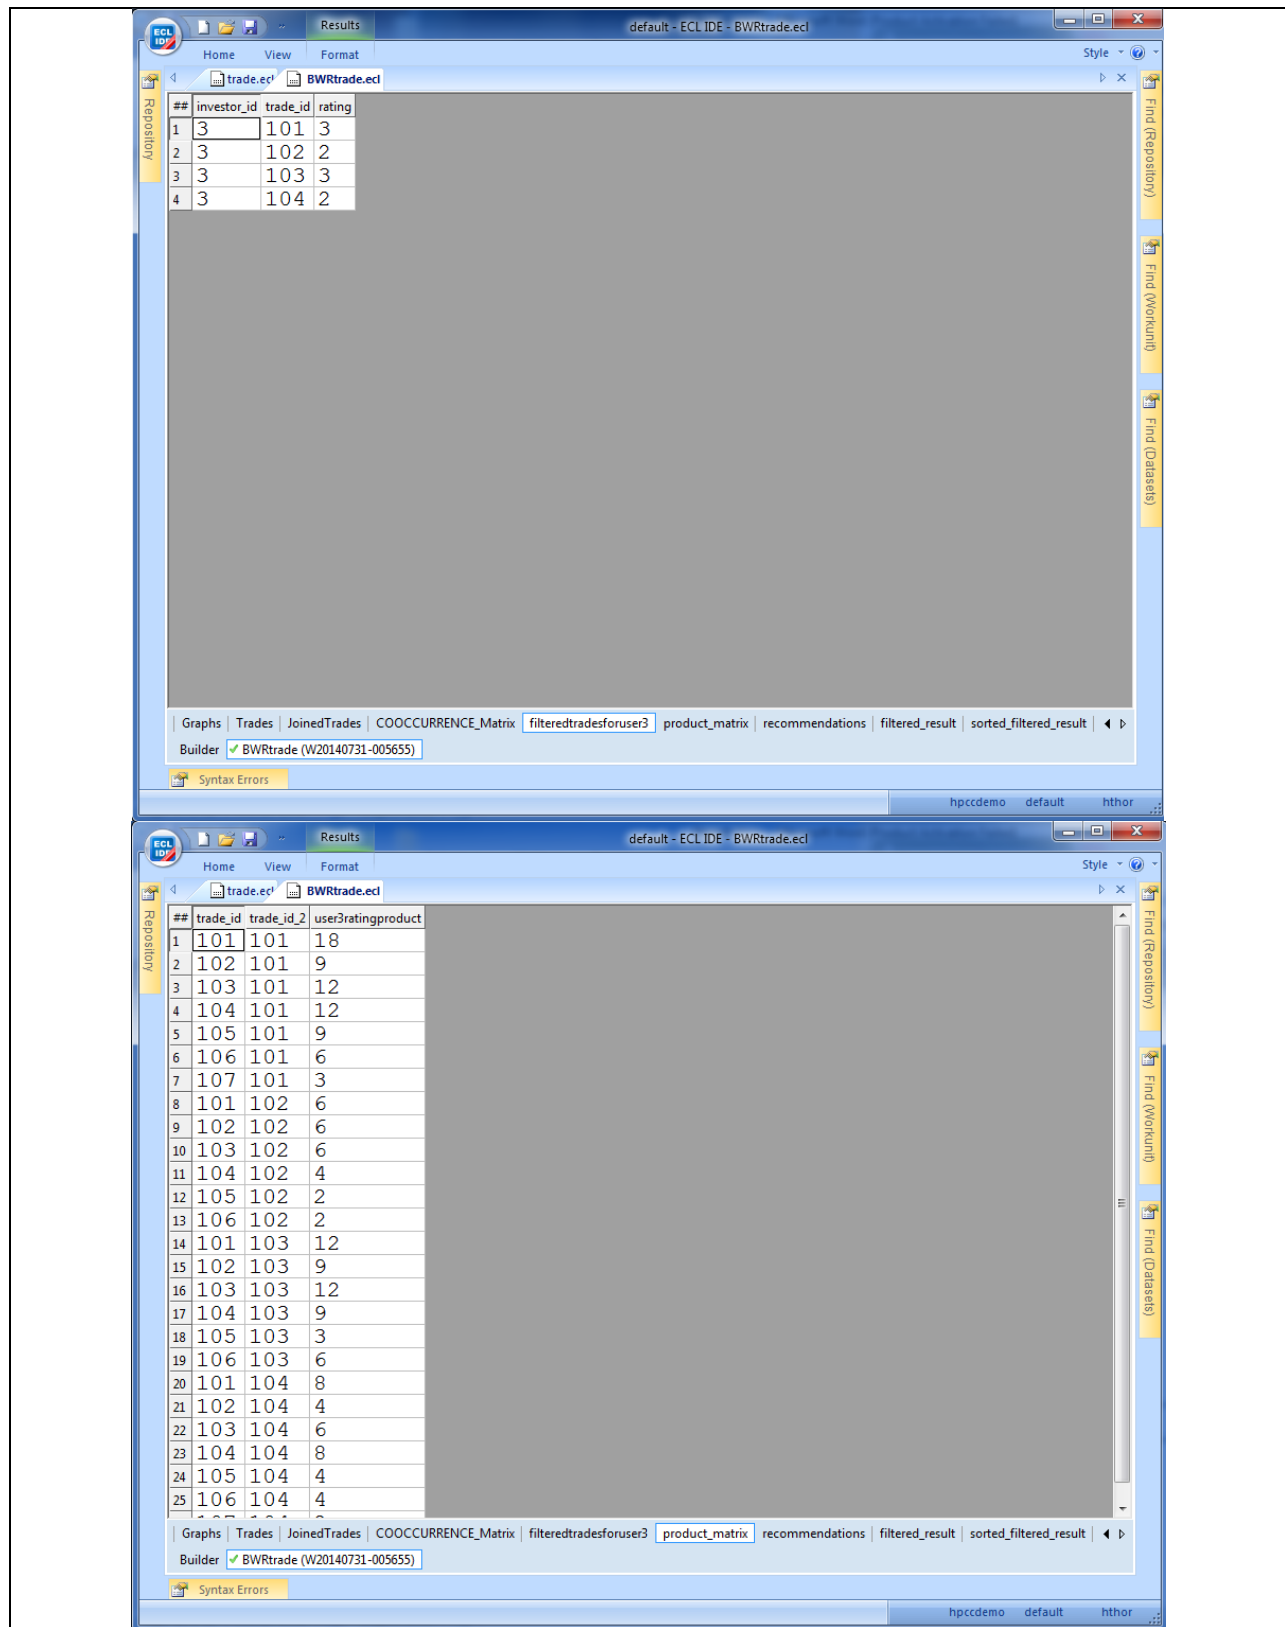 ECL IDE Results default - ECL IDE - BWRtrade.ecl
Home View Format Style
trade.ecl BWRtrade.ecl
Repository
Find (Repository)
Find (Workunit)
Find (Datasets)
## investor_id trade_id rating
1 3 101 3
2 3 102 2
3 3 103 3
4 3 104 2
Graphs Trades JoinedTrades COOCCURRENCE_Matrix filteredtradesforuser3 product_matrix recommendations filtered_result sorted_filtered_result
Builder BWRtrade (W20140731-005655)
Syntax Errors
hpccdemo default hthor
ECL IDE Results default - ECL IDE - BWRtrade.ecl
Home View Format Style
trade.ecl BWRtrade.ecl
Repository
Find (Repository)
Find (Workunit)
Find (Datasets)
## trade_id trade_id_2 user3ratingproduct
1 101 101 18
2 102 101 9
3 103 101 12
4 104 101 12
5 105 101 9
6 106 101 6
7 107 101 3
8 101 102 6
9 102 102 6
10 103 102 6
11 104 102 4
12 105 102 2
13 106 102 2
14 101 103 12
15 102 103 9
16 103 103 12
17 104 103 9
18 105 103 3
19 106 103 6
20 101 104 8
21 102 104 4
22 103 104 6
23 104 104 8
24 105 104 4
25 106 104 4
Graphs Trades JoinedTrades COOCCURRENCE_Matrix filteredtradesforuser3 product_matrix recommendations filtered_result sorted_filtered_result
Builder BWRtrade (W20140731-005655)
Syntax Errors
hpccdemo default hthor